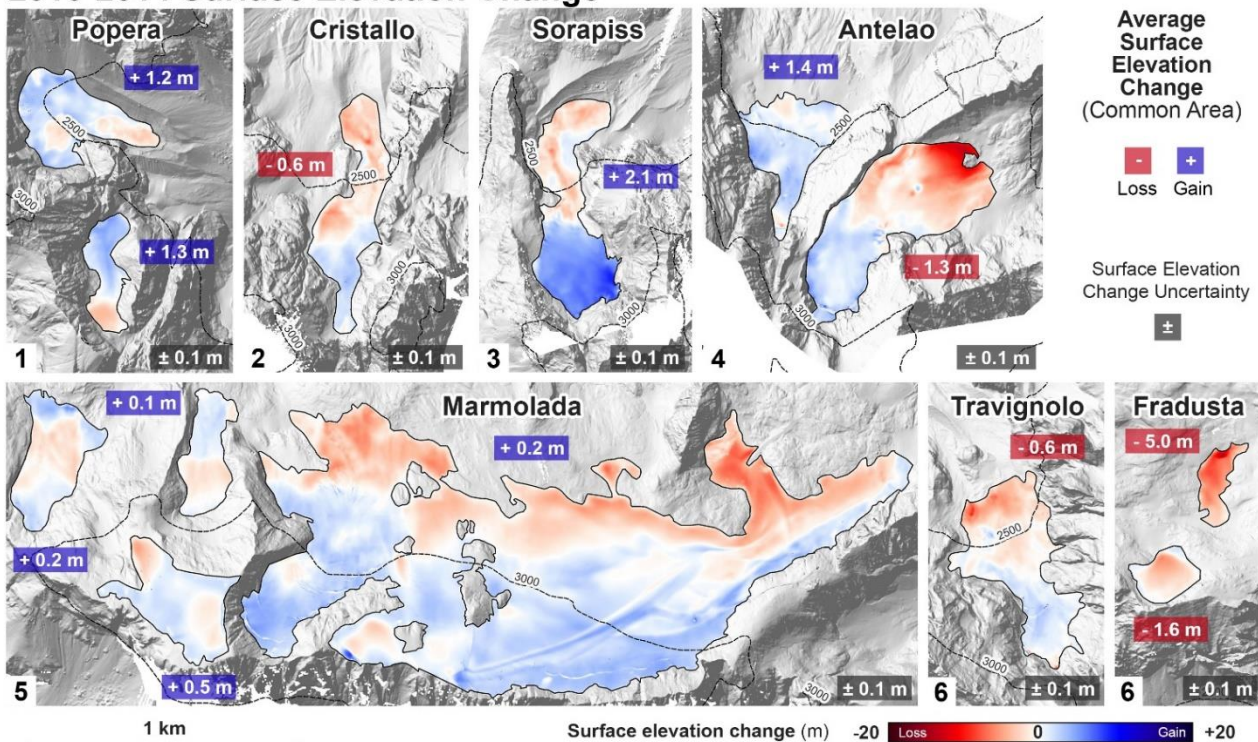 Popera
+ 1.2 m
2500
3000
+ 1.3 m
1
± 0.1 m
Cristallo
- 0.6 m
2500
3000
3000
2
± 0.1 m
Sorapiss
2500
+ 2.1 m
3000
3
± 0.1 m
Antelao
+ 1.4 m
2500
- 1.3 m
3000
4
± 0.1 m
Average
Surface
Elevation
Change
(Common Area)
- +
Loss Gain
Surface Elevation
Change Uncertainty
±
Marmolada
+ 0.1 m
+ 0.2 m
+ 0.2 m
3000
+ 0.5 m
3000
5
± 0.1 m
Travignolo
- 0.6 m
2500
3000
6
± 0.1 m
Fradusta
- 5.0 m
- 1.6 m
6
± 0.1 m
1 km
Surface elevation change (m) -20 Loss 0 Gain +20